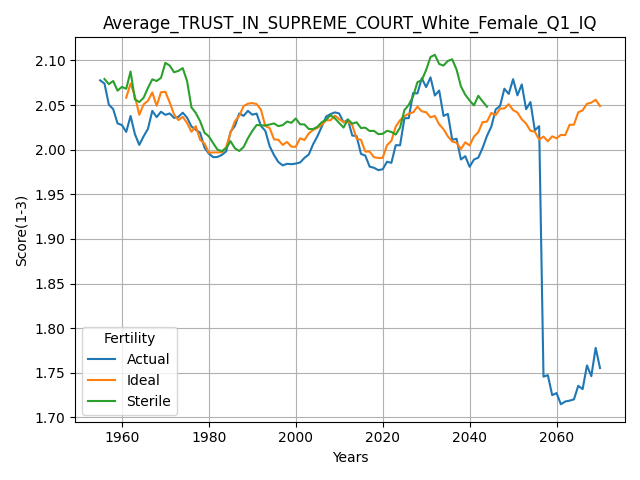 Average_TRUST_IN_SUPREME_COURT_White_Female_Q1_IQ
2.10
2.05
2.00
1.95
1.90
1.85
1.80
1.75
1.70
Score(1-3)
Fertility
Actual
Ideal
Sterile
1960 1980 2000 2020 2040 2060
Years